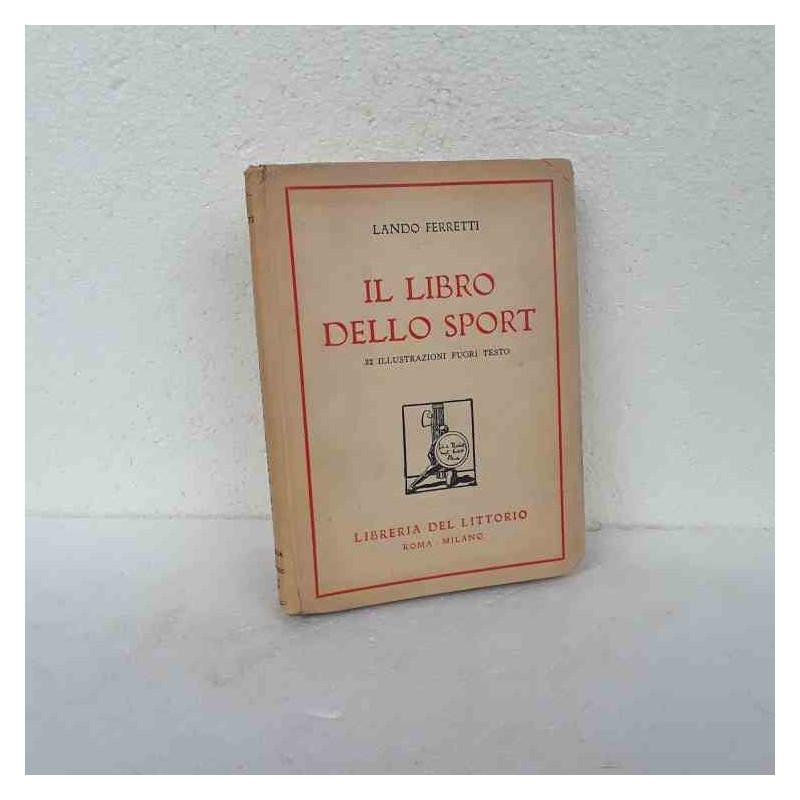 LANDO FERRETTI
IL LIBRO
DELLO SPORT
32 ILLUSTRAZIONI FUORI TESTO
LIBRERIA DEL LITTORIO
ROMA - MILANO